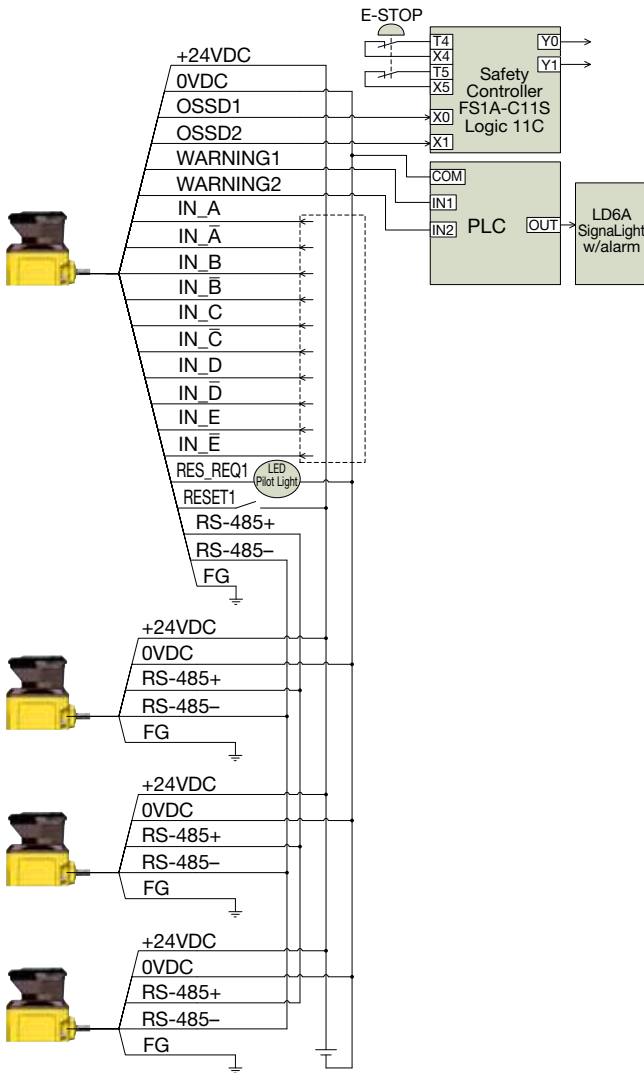 E-STOP
+24VDC
0VDC
OSSD1
OSSD2
WARNING1
WARNING2
IN_A
IN_A̅
IN_B
IN_B̅
IN_C
IN_C̅
IN_D
IN_D̅
IN_E
IN_E̅
RES_REQ1
LED
Pilot Light
RESET1
RS-485+
RS-485–
FG
T4
X4
T5
X5
X0
X1
Safety
Controller
FS1A-C11S
Logic 11C
Y0
Y1
COM
IN1
IN2
PLC
OUT
LD6A
SignaLight
w/alarm
+24VDC
0VDC
RS-485+
RS-485–
FG
+24VDC
0VDC
RS-485+
RS-485–
FG
+24VDC
0VDC
RS-485+
RS-485–
FG